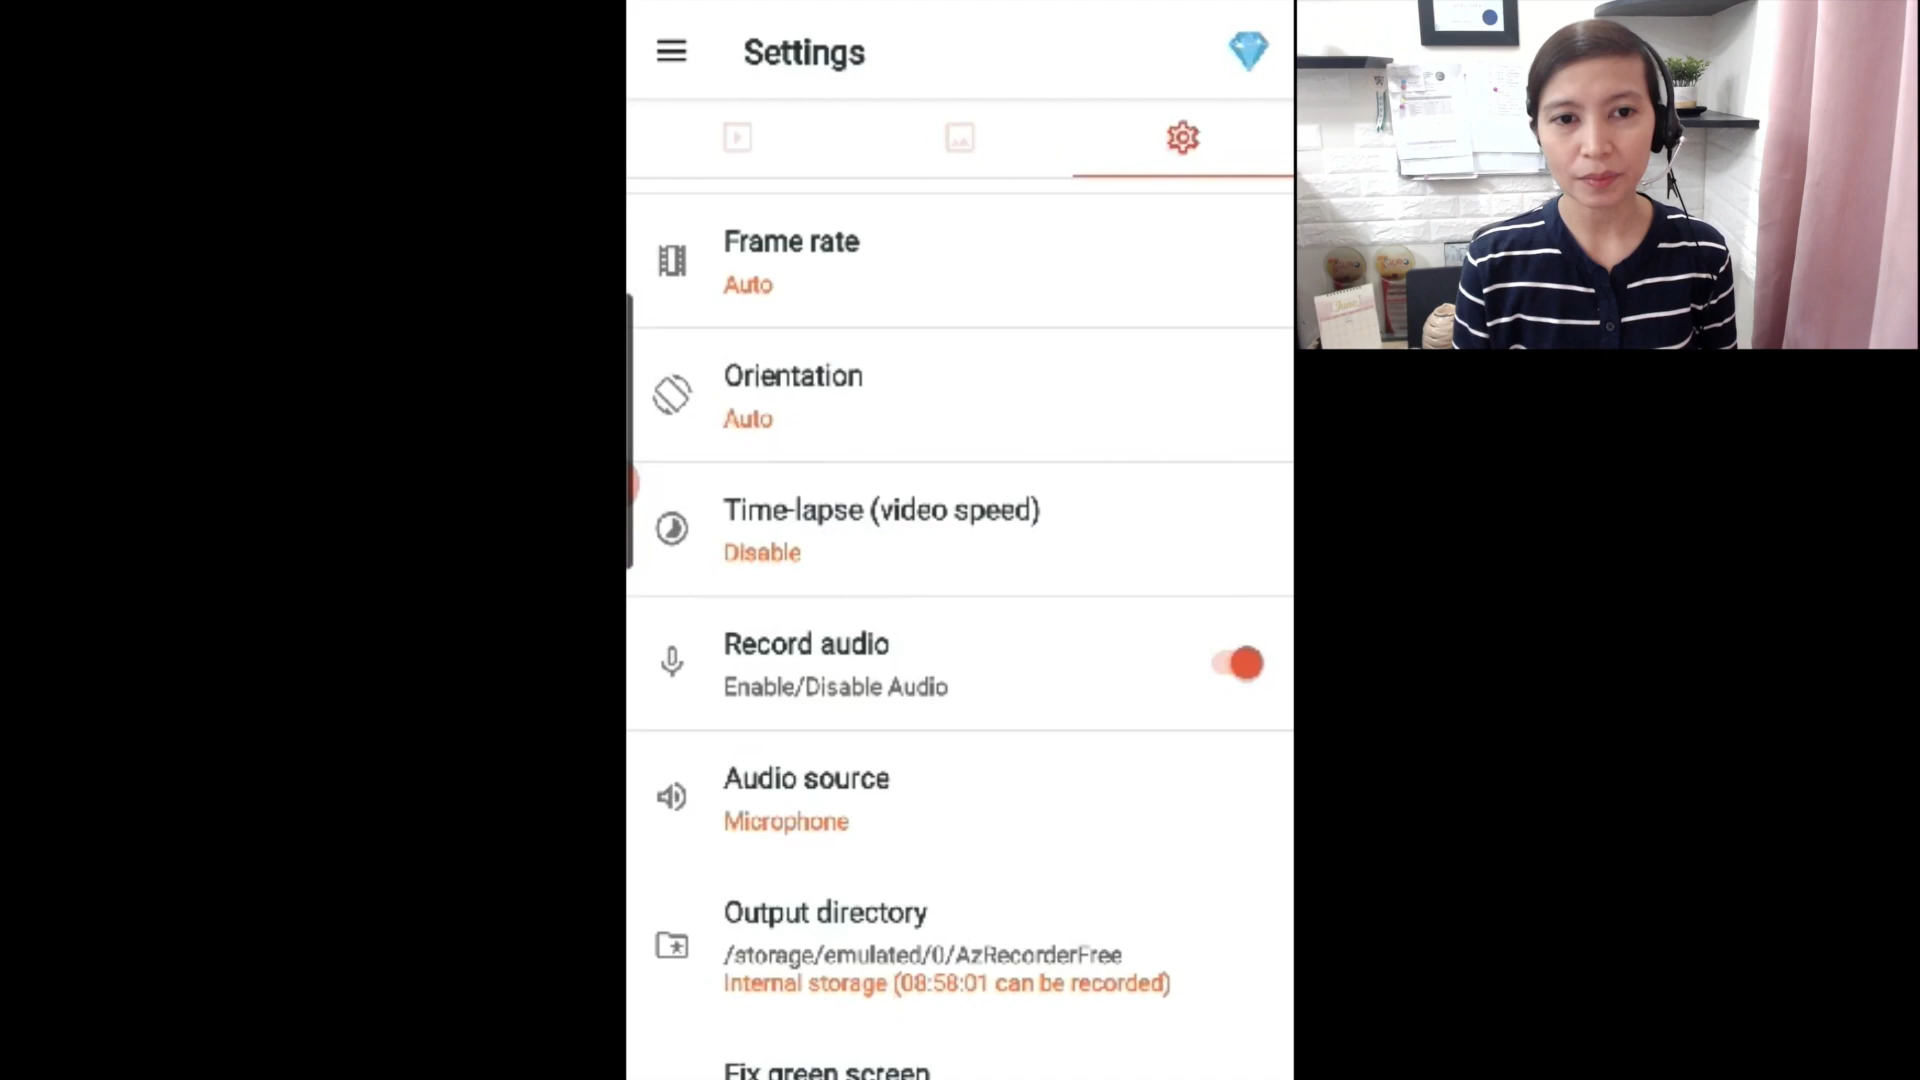 Settings
Frame rate
Auto
Orientation
Auto
Time-lapse (video speed)
Disable
Record audio
Enable/Disable Audio
Audio source
Microphone
Output directory
/storage/emulated/0/AzRecorderFree
Internal storage (08:58:01 can be recorded)
Fix green screen